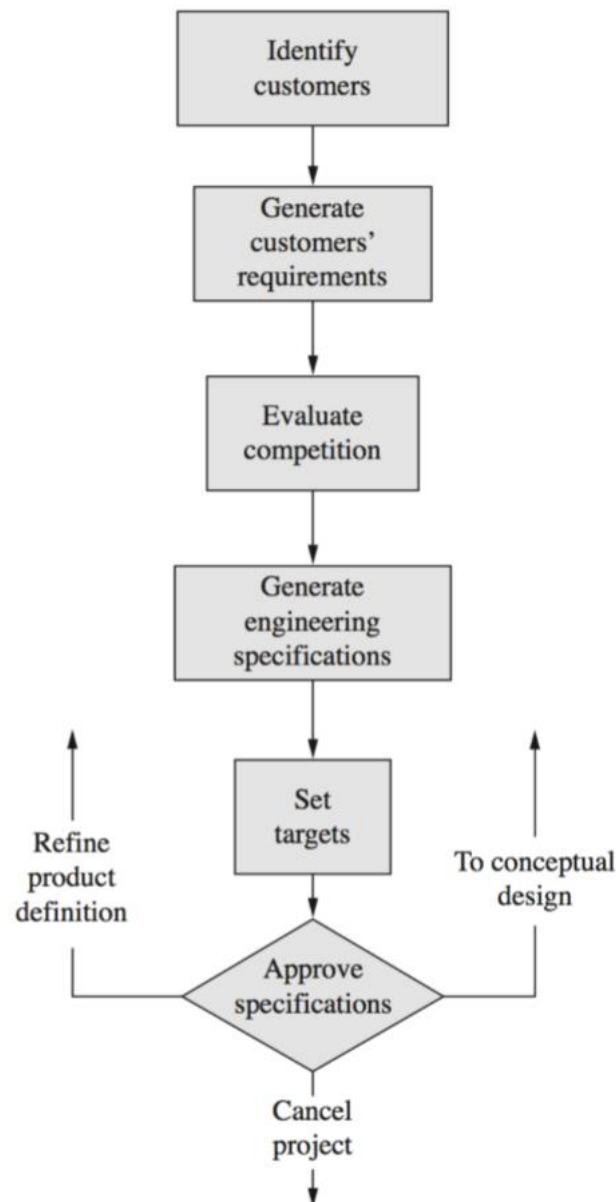 Identify
customers
Generate
customers’
requirements
Evaluate
competition
Generate
engineering
specifications
Set
targets
Refine
product
definition
To conceptual
design
Approve
specifications
Cancel
project